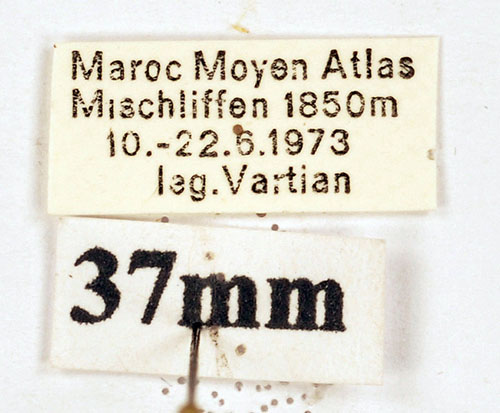 Maroc Moyen Atlas
Mischliffen 1850m
10.-22.6.1973
leg.Vartian
37mm